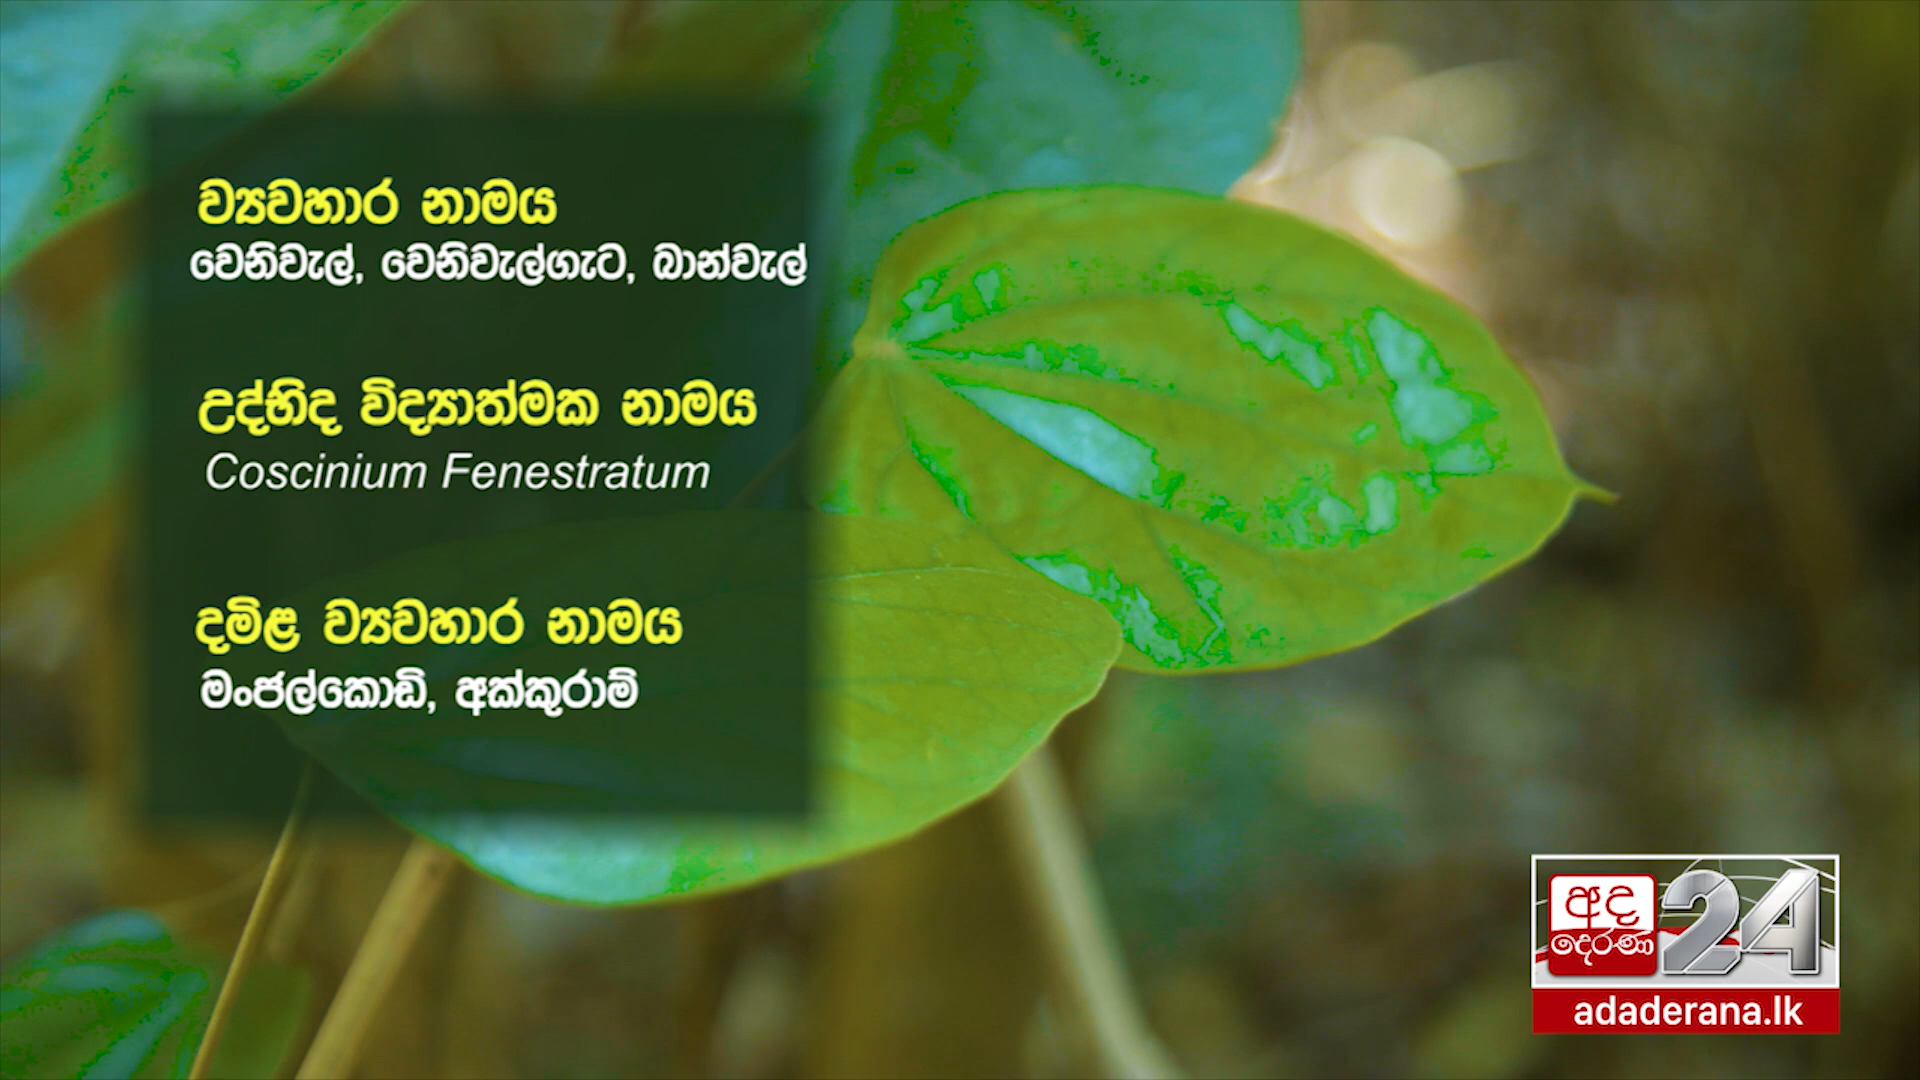 ව්‍යවහාර නාමය
වෙනිවැල්, වෙනිවැල්ගැට, බාන්වැල්
උද්භිද විද්‍යාත්මක නාමය
Coscinium Fenestratum
දමිළ ව්‍යවහාර නාමය
මංජල්කොඩි, අක්කුරාම්
අද
දෙරණ
24
adaderana.lk